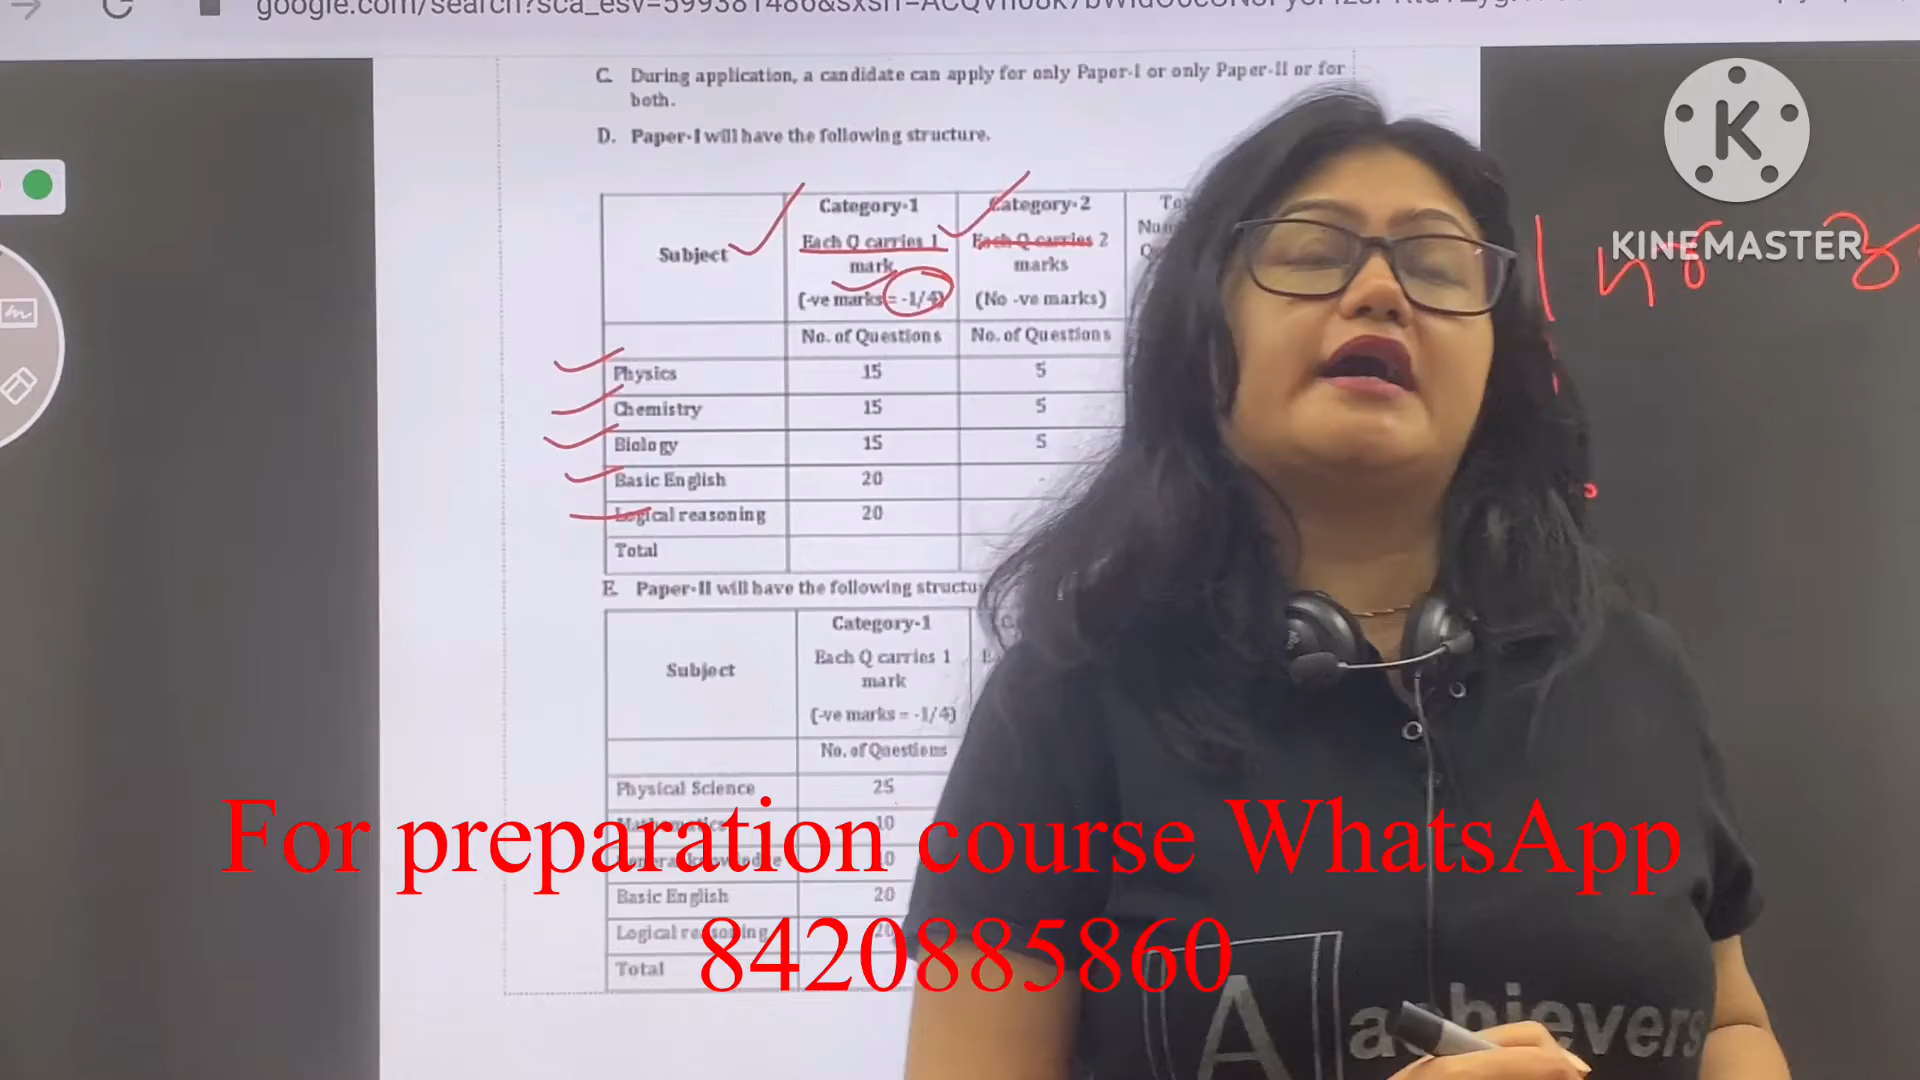 C. During application, a candidate can apply for only Paper-I or only Paper-II or for
both.
D. Paper-I will have the following structure.
Subject
Category-1
Each Q carries 1
mark
(-ve marks = -1/4)
Category-2
Each Q carries 2
marks
(No -ve marks)
No. of Questions No. of Questions
Physics 15 5
Chemistry 15 5
Biology 15 5
Basic English 20 -
Logical reasoning 20
Total
E. Paper-II will have the following
Subject
Category-1
Each Q carries 1
mark
(-ve marks = -1/4)
No. of Questions
Physical Science 25
Mathematics 10
Basic English 20
Logical reasoning 20
Total
KINEMASTER
K
For preparation course WhatsApp
8420885860
A achievers